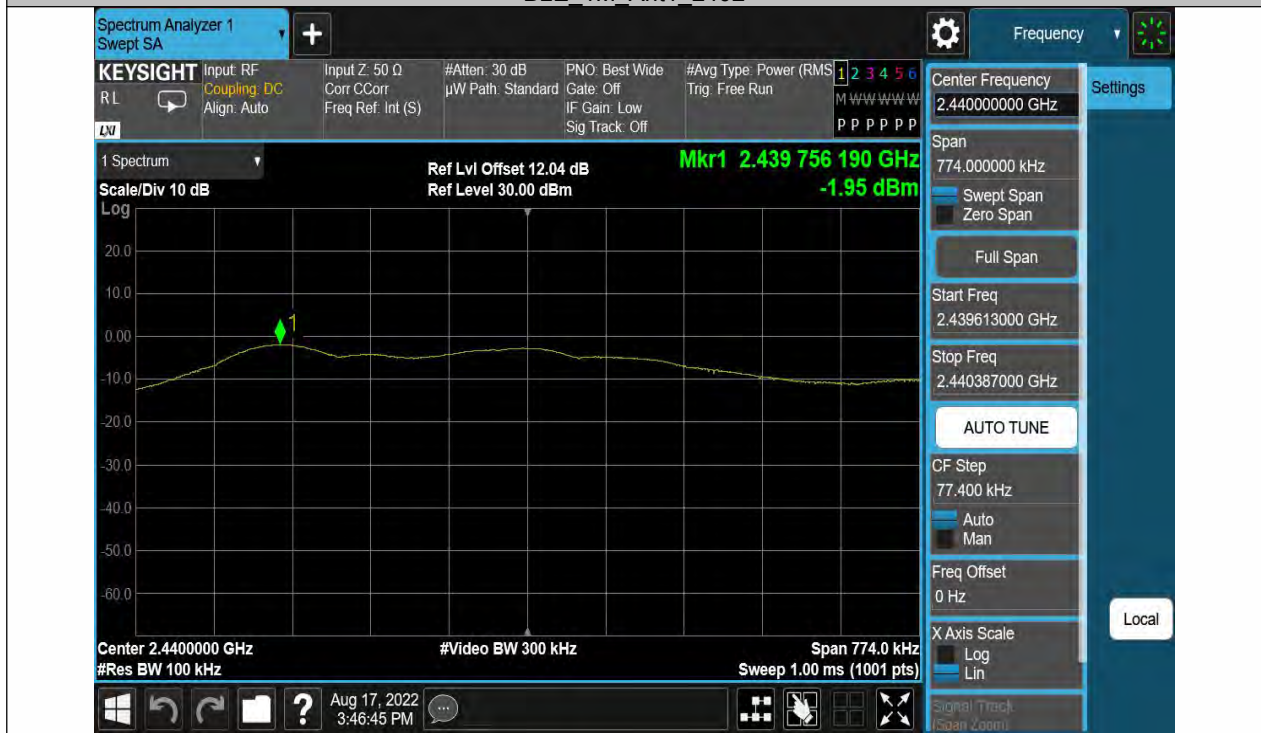 Spectrum Analyzer 1
Swept SA
+
Frequency
KEYSIGHT
RL
LXI
Input: RF
Coupling: DC
Align: Auto
Input Z: 50 Ω
Corr CCorr
Freq Ref: Int (S)
#Atten: 30 dB
µW Path: Standard
PNO: Best Wide
Gate: Off
IF Gain: Low
Sig Track: Off
#Avg Type: Power (RMS
Trig: Free Run
1 2 3 4 5 6
M W W W W W
P P P P P P
Center Frequency
2.440000000 GHz
Settings
Span
774.000000 kHz
Swept Span
Zero Span
Full Span
Start Freq
2.439613000 GHz
Stop Freq
2.440387000 GHz
AUTO TUNE
CF Step
77.400 kHz
Auto
Man
Freq Offset
0 Hz
X Axis Scale
Log
Lin
Signal Track
(Span Zoom)
Local
1 Spectrum
Scale/Div 10 dB
Ref Lvl Offset 12.04 dB
Ref Level 30.00 dBm
Mkr1 2.439 756 190 GHz
-1.95 dBm
Log
20.0
10.0
1
0.00
-10.0
-20.0
-30.0
-40.0
-50.0
-60.0
Center 2.4400000 GHz
#Res BW 100 kHz
#Video BW 300 kHz
Span 774.0 kHz
Sweep 1.00 ms (1001 pts)
?
Aug 17, 2022
3:46:45 PM